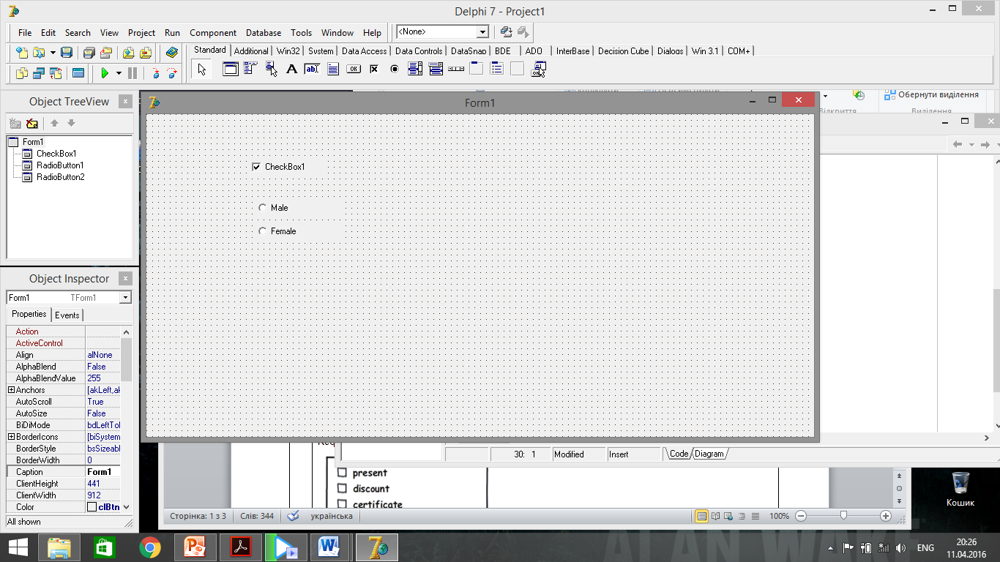 Delphi 7 - Project1
File Edit Search View Project Run Component Database Tools Window Help <None>
Standard Additional Win32 System Data Access Data Controls DataSnap BDE ADO InterBase Decision Cube Dialogs Win 3.1 COM+
Object TreeView
Form1
CheckBox1
RadioButton1
RadioButton2
Form1
CheckBox1
Male
Female
Обернути виділення
Відкриття
Виділення
Object Inspector
Form1 TForm1
Properties Events
Action
ActiveControl
Align alNone
AlphaBlend False
AlphaBlendValue 255
Anchors [akLeft,ak
AutoScroll True
AutoSize False
BiDiMode bdLeftTo
BorderIcons [biSystem
BorderStyle bsSizeabl
BorderWidth 0
Caption Form1
ClientHeight 441
ClientWidth 912
Color clBtn
All shown
30: 1 Modified Insert Code Diagram
present
discount
certificate
Сторінка: 1 з 3 Слів: 344 українська 100%
Кошик
ENG
20:26
11.04.2016